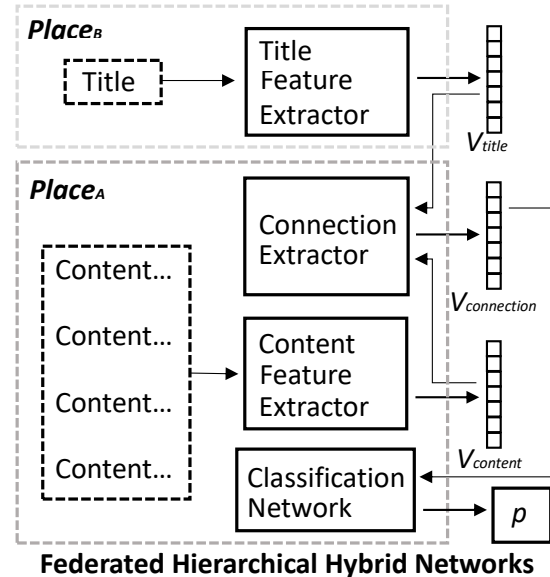 Place_B
Title
Title
Feature
Extractor
V_title
Place_A
Content...
Content...
Content...
Content...
Connection
Extractor
V_connection
Content
Feature
Extractor
V_content
Classification
Network
p
Federated Hierarchical Hybrid Networks